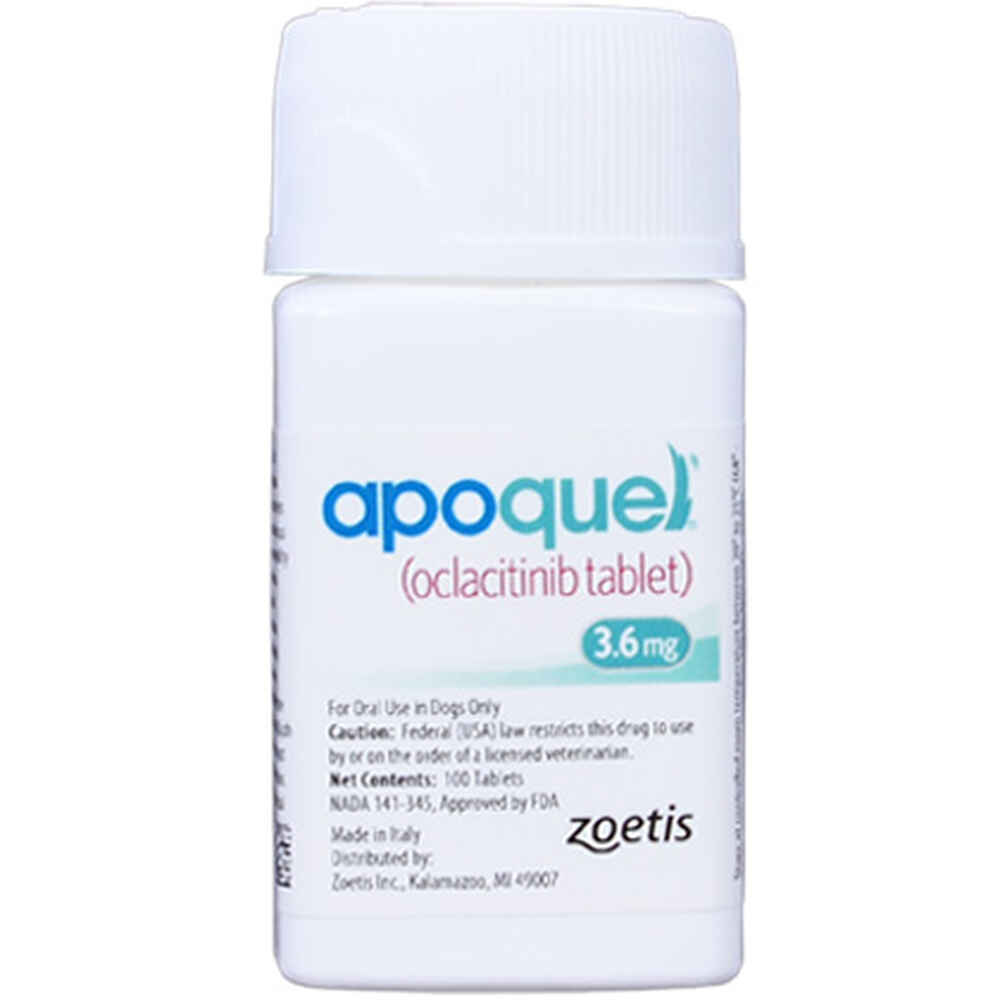 apoquel
(oclacitinib tablet)
3.6 mg
For Oral Use in Dogs Only
Caution: Federal (USA) law restricts this drug to use
by or on the order of a licensed veterinarian.
Net Contents: 100 Tablets
NADA 141-345, Approved by FDA
Made in Italy
Distributed by:
Zoetis Inc., Kalamazoo, MI 49007
zoetis